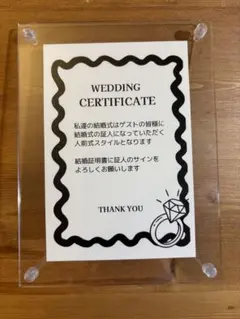 WEDDING
CERTIFICATE
私達の結婚式はゲストの皆様に
結婚式の証人になっていただく
人前式スタイルとなります
結婚証明書に証人のサインを
よろしくお願いします
THANK YOU